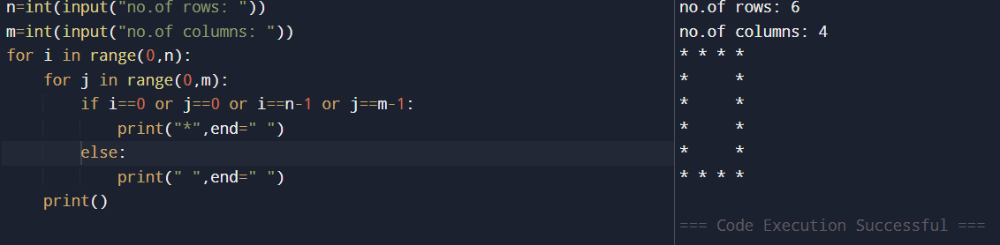 n=int(input("no.of rows: "))
m=int(input("no.of columns: "))
for i in range(0,n):
    for j in range(0,m):
        if i==0 or j==0 or i==n-1 or j==m-1:
            print("*",end=" ")
        else:
            print(" ",end=" ")
    print()
no.of rows: 6
no.of columns: 4
* * * *
*     *
*     *
*     *
*     *
* * * *
=== Code Execution Successful ===